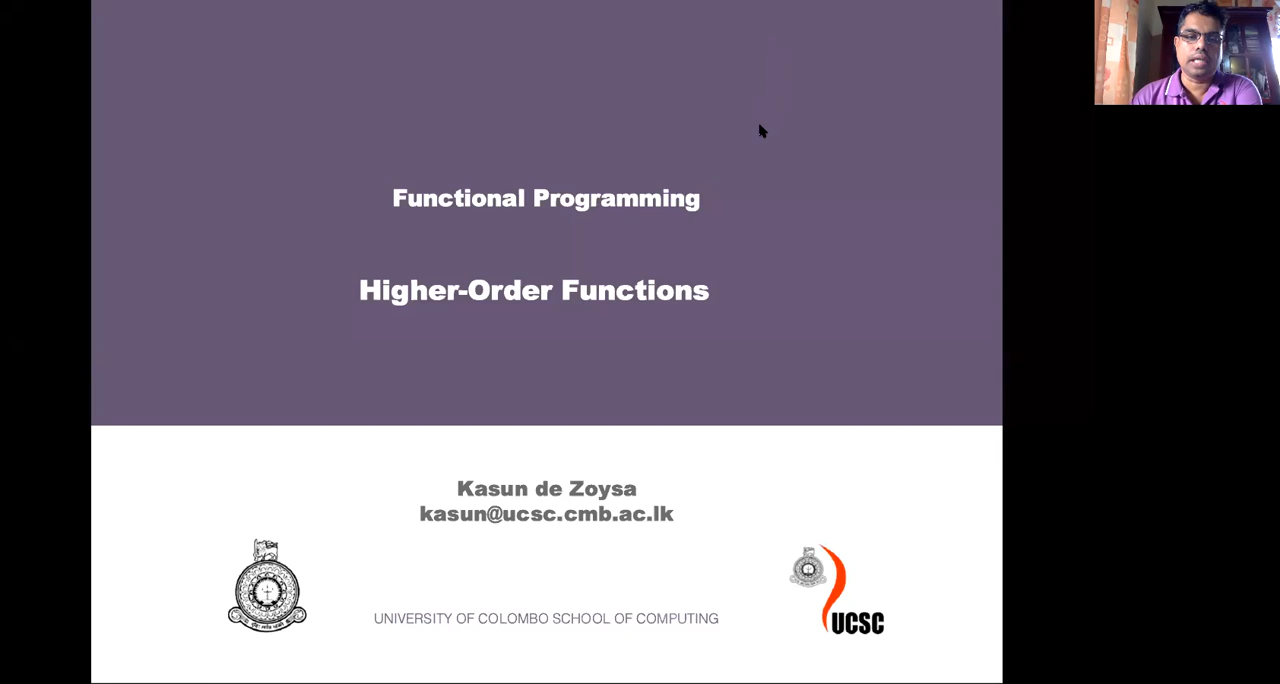 Functional Programming
Higher-Order Functions
Kasun de Zoysa
kasun@ucsc.cmb.ac.lk
UNIVERSITY OF COLOMBO SCHOOL OF COMPUTING
UCSC